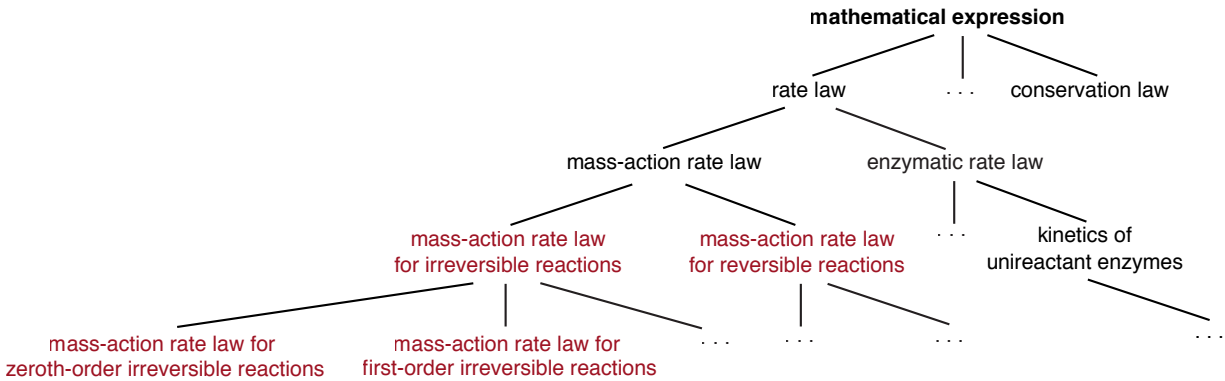 mathematical expression
rate law
. . .
conservation law
mass-action rate law
enzymatic rate law
mass-action rate law
for irreversible reactions
mass-action rate law
for reversible reactions
. . .
kinetics of
unireactant enzymes
mass-action rate law for
zeroth-order irreversible reactions
mass-action rate law for
first-order irreversible reactions
. . .
. . .
. . .
. . .